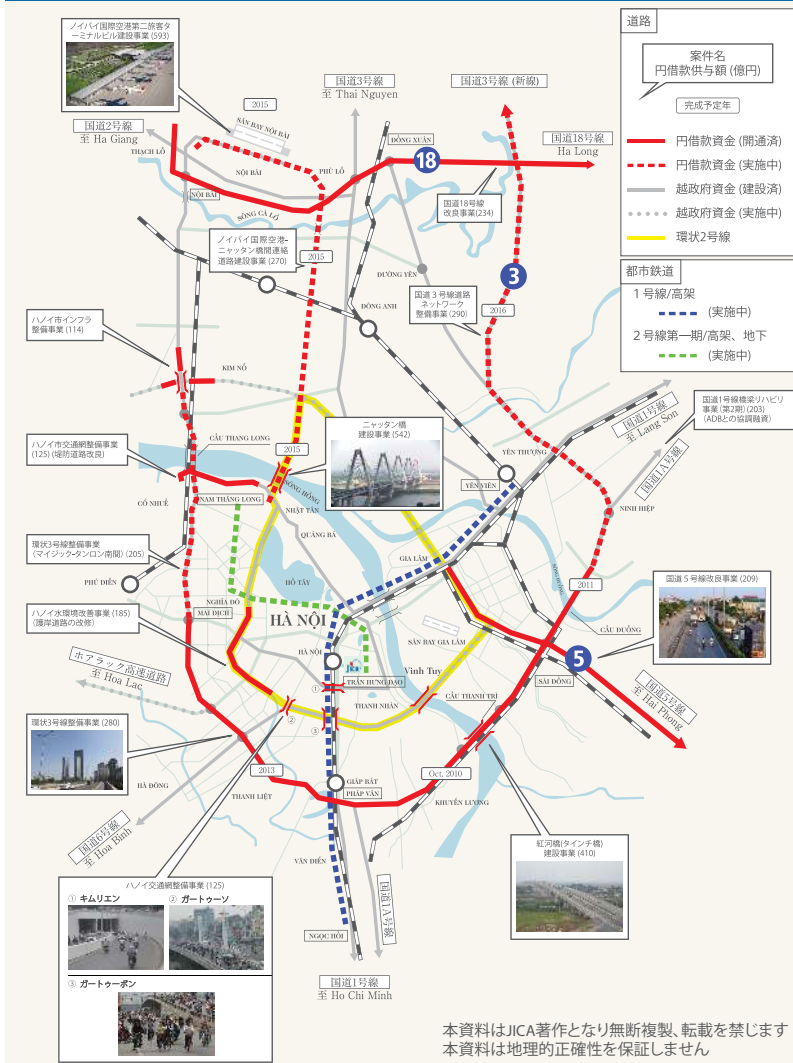 ノイバイ国際空港第二旅客タ
ーミナルビル建設事業 (593)
国道3号線
至 Thai Nguyen
国道3号線 (新線)
道路
案件名
円借款供与額 (億円)
完成予定年
円借款資金 (開通済)
円借款資金 (実施中)
越政府資金 (建設済)
越政府資金 (実施中)
環状2号線
都市鉄道
1号線/高架
(実施中)
2号線第一期/高架、地下
(実施中)
2015
SÂN BAY NỘI BÀI
国道2号線
至 Ha Giang
THẠCH LỖ
ĐỒNG XUÂN
18
国道18号線
Ha Long
NỘI BÀI
PHÙ LỖ
NỘI BÀI
SÔNG CÀ LỒ
国道18号線
改良事業(234)
ノイバイ国際空港-
ニャッタン橋間連絡
道路建設事業 (270)
2015
ĐƯỜNG YÊN
3
国道3号線道路
ネットワーク
整備事業 (290)
2016
ĐÔNG ANH
ハノイ市インフラ
整備事業 (114)
KIM NỖ
国道1号線
至 Lang Son
国道1号線橋梁リハビリ
事業 (第2期) (203)
(ADBとの協調融資)
国道1A号線
ニャッタン橋
建設事業 (542)
ハノイ市交通網整備事業
(125) (堤防道路改良)
CẦU THANG LONG
2015
YÊN THƯỢNG
YÊN VIÊN
CỔ NHUẾ
NAM THĂNG LONG
SÔNG HỒNG
NHẬT TÂN
NINH HIỆP
QUẢNG BÁ
環状3号線整備事業
(マイジック-タンロン南間) (205)
GIA LÂM
PHÚ DIỄN
HỒ TÂY
2011
国道5号線改良事業 (209)
NGHĨA ĐÔ
MAI DỊCH
ハノイ水環境改善事業 (185)
(護岸道路の改修)
HÀ NỘI
CẦU ĐUỐNG
SÂN BAY GIA LÂM
HÀ NỘI
jica
5
ホアラック高速道路
至 Hoa Lac
Vinh Tuy
①
TRẦN HƯNG ĐẠO
SÀI ĐỒNG
CẦU THANH TRÌ
国道5号線
至 Hai Phong
THANH NHÀN
②
③
環状3号線整備事業 (280)
2013
Oct. 2010
HÀ ĐÔNG
GIÁP BÁT
PHÁP VÂN
THANH LIỆT
KHUYẾN LƯƠNG
国道6号線
至 Hoa Binh
紅河橋(タインチ橋)
建設事業 (410)
VĂN ĐIỂN
ハノイ交通網整備事業 (125)
① キムリエン
② ガートゥーソ
③ ガートゥーボン
国道1A号線
NGỌC HỒI
国道1号線
至 Ho Chi Minh
本資料はJICA著作となり無断複製、転載を禁じます
本資料は地理的正確性を保証しません